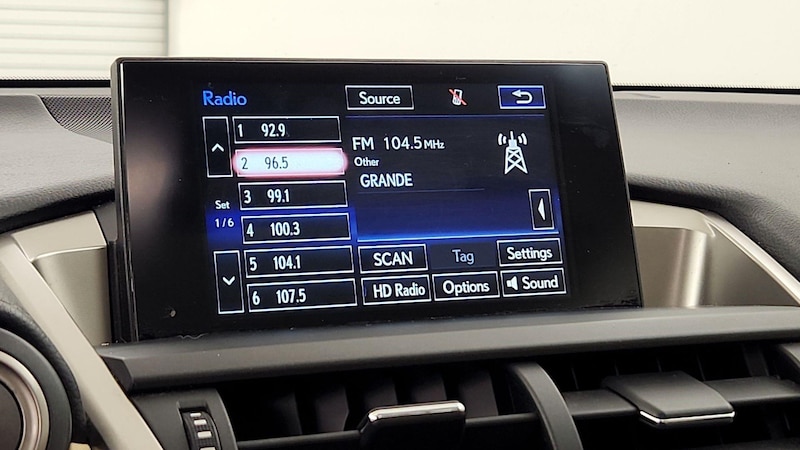 Radio
Source
1 92.9
2 96.5
3 99.1
4 100.3
5 104.1
6 107.5
Set
1/6
FM 104.5 MHz
Other
GRANDE
SCAN
Tag
Settings
HD Radio
Options
Sound